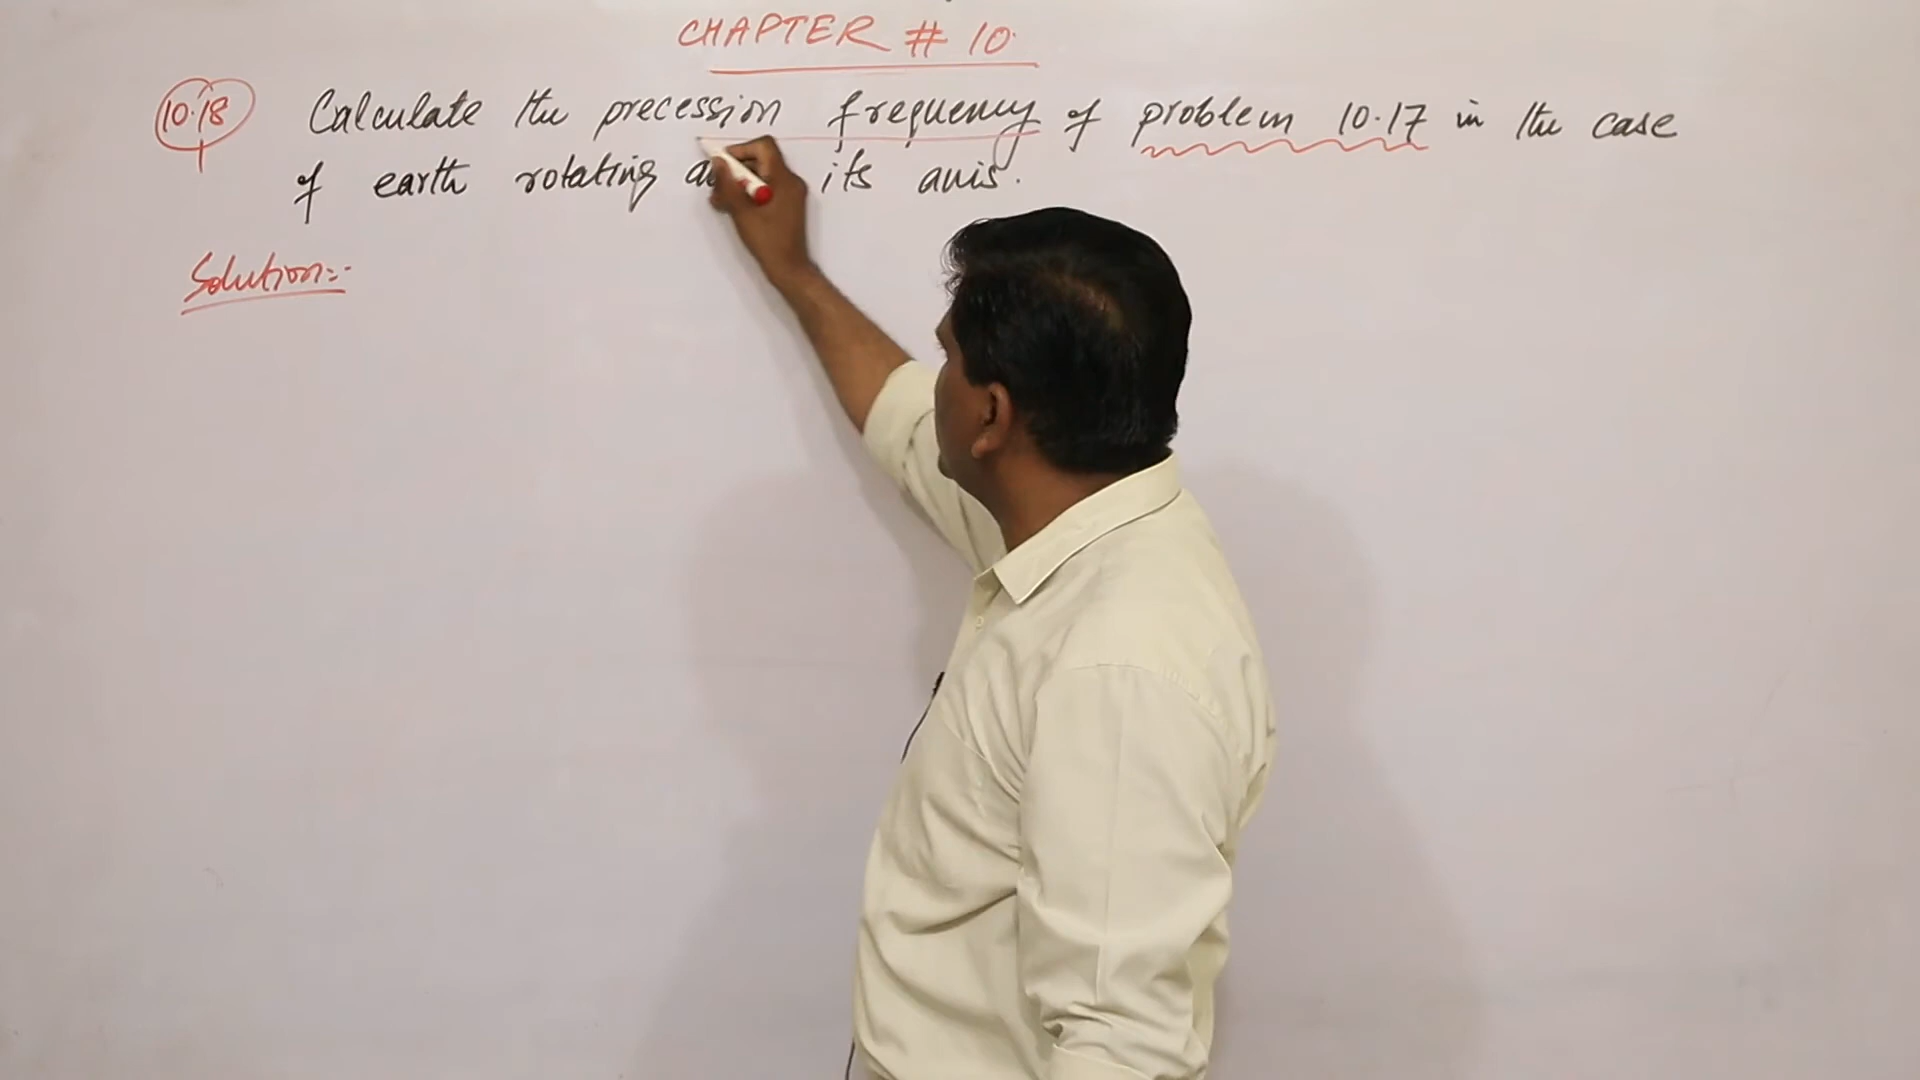 CHAPTER # 10.
10.18 Calculate the precession frequency of problem 10.17 in the case
of earth rotating its axis.
Solution:-